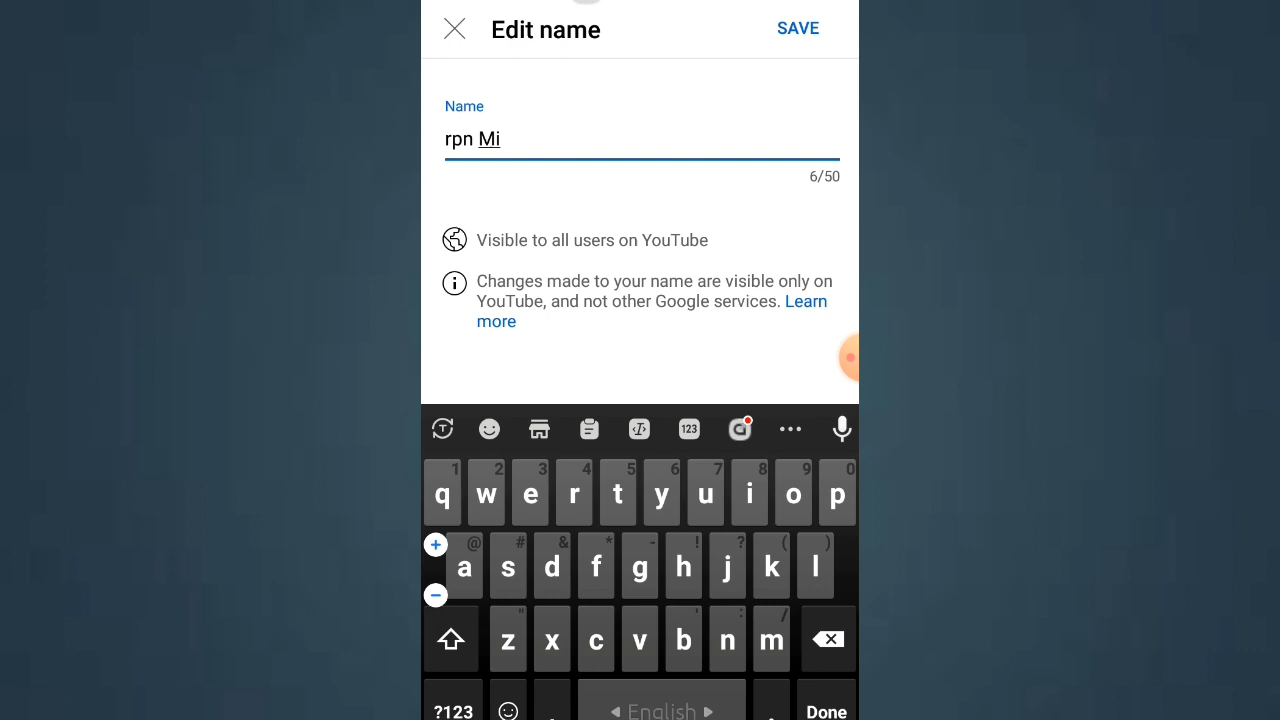 Edit name SAVE
Name
rpn Mi
6/50
Visible to all users on YouTube
Changes made to your name are visible only on
YouTube, and not other Google services. Learn
more
T 123
1 2 3 4 5 6 7 8 9 0
q w e r t y u i o p
+ @ # & * - ! ? ( )
a s d f g h j k l
−
" ' : /
z x c v b n m
?123 English Done